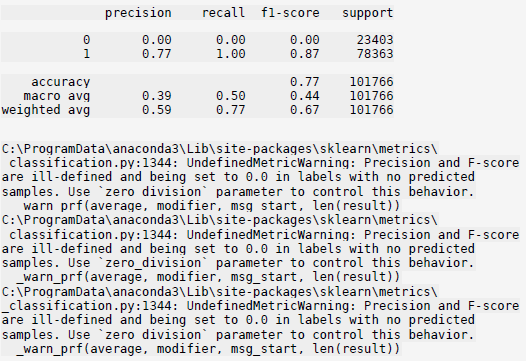 precision recall f1-score support
0 0.00 0.00 0.00 23403
1 0.77 1.00 0.87 78363
accuracy 0.77 101766
macro avg 0.39 0.50 0.44 101766
weighted avg 0.59 0.77 0.67 101766
C:\ProgramData\anaconda3\Lib\site-packages\sklearn\metrics\
_classification.py:1344: UndefinedMetricWarning: Precision and F-score
are ill-defined and being set to 0.0 in labels with no predicted
samples. Use `zero_division` parameter to control this behavior.
_warn_prf(average, modifier, msg_start, len(result))
C:\ProgramData\anaconda3\Lib\site-packages\sklearn\metrics\
_classification.py:1344: UndefinedMetricWarning: Precision and F-score
are ill-defined and being set to 0.0 in labels with no predicted
samples. Use `zero_division` parameter to control this behavior.
_warn_prf(average, modifier, msg_start, len(result))
C:\ProgramData\anaconda3\Lib\site-packages\sklearn\metrics\
_classification.py:1344: UndefinedMetricWarning: Precision and F-score
are ill-defined and being set to 0.0 in labels with no predicted
samples. Use `zero_division` parameter to control this behavior.
_warn_prf(average, modifier, msg_start, len(result))